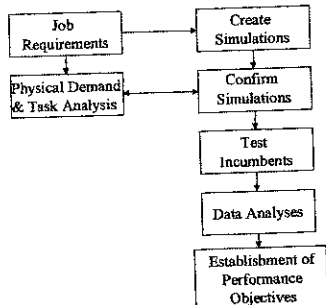 Job
Requirements
Create
Simulations
Physical Demand
& Task Analysis
Confirm
Simulations
Test
Incumbents
Data Analyses
Establishment of
Performance
Objectives